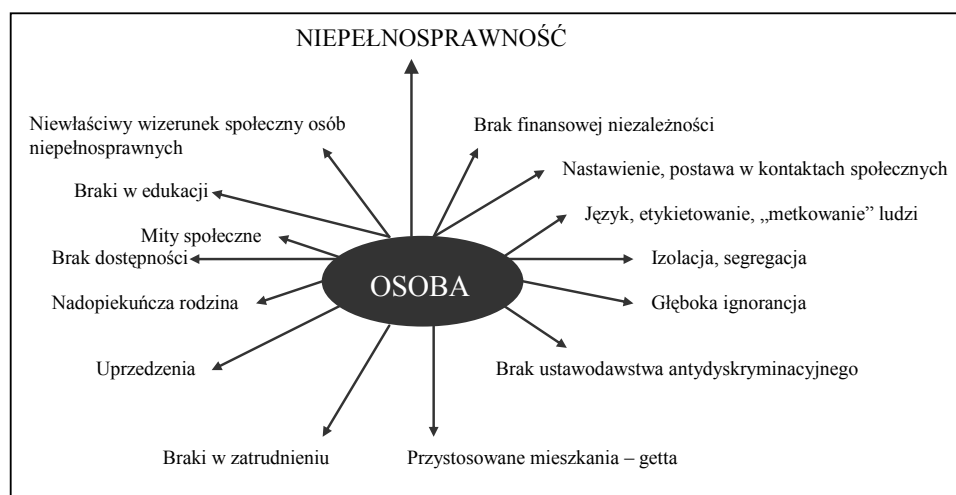 NIEPEŁNOSPRAWNOŚĆ
Niewłaściwy wizerunek społeczny osób
niepełnosprawnych
Brak finansowej niezależności
Nastawienie, postawa w kontaktach społecznych
Braki w edukacji
Język, etykietowanie, „metkowanie” ludzi
Mity społeczne
Brak dostępności
Izolacja, segregacja
OSOBA
Nadopiekuńcza rodzina
Głęboka ignorancja
Uprzedzenia
Brak ustawodawstwa antydyskryminacyjnego
Braki w zatrudnieniu
Przystosowane mieszkania – getta